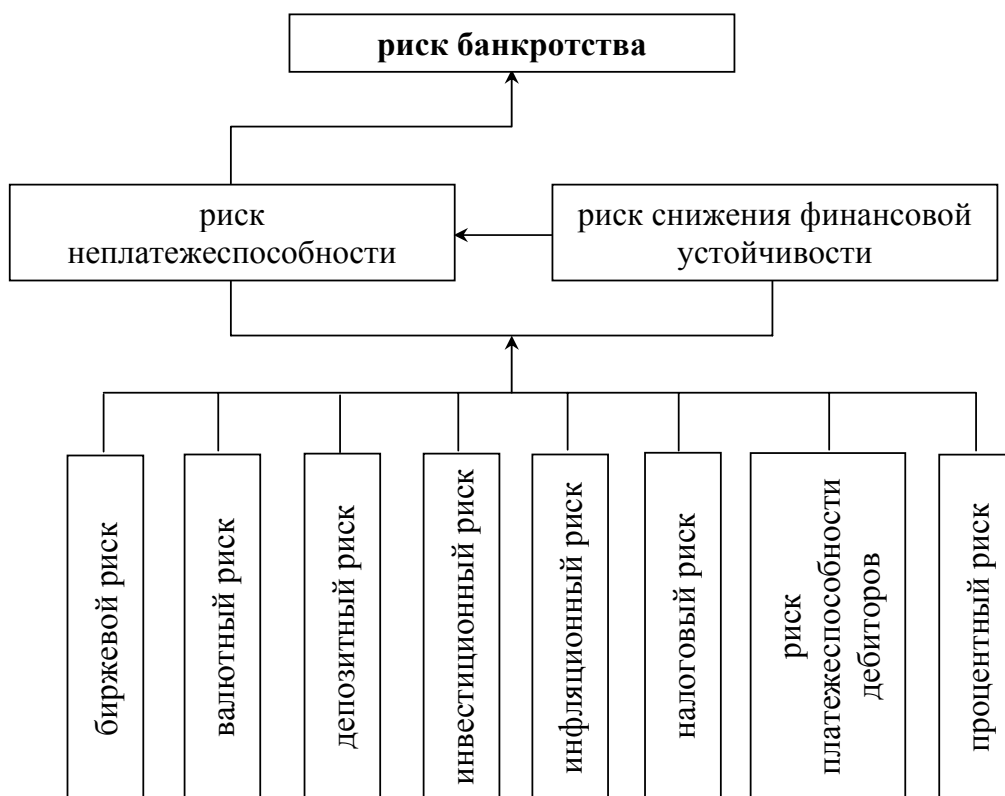 риск банкротства
риск
неплатежеспособности
риск снижения финансовой
устойчивости
биржевой риск
валютный риск
депозитный риск
инвестиционный риск
инфляционный риск
налоговый риск
риск
платежеспособности
дебиторов
процентный риск